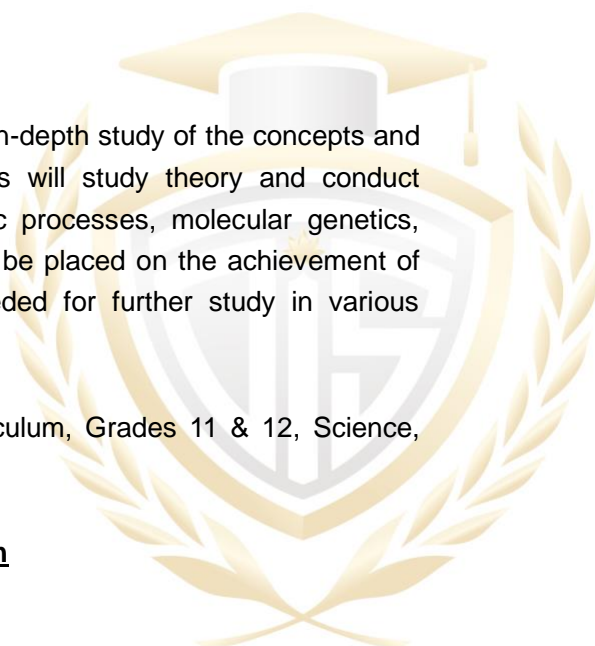 n-depth study of the concepts and
s will study theory and conduct
c processes, molecular genetics,
be placed on the achievement of
eded for further study in various
culum, Grades 11 & 12, Science,
n